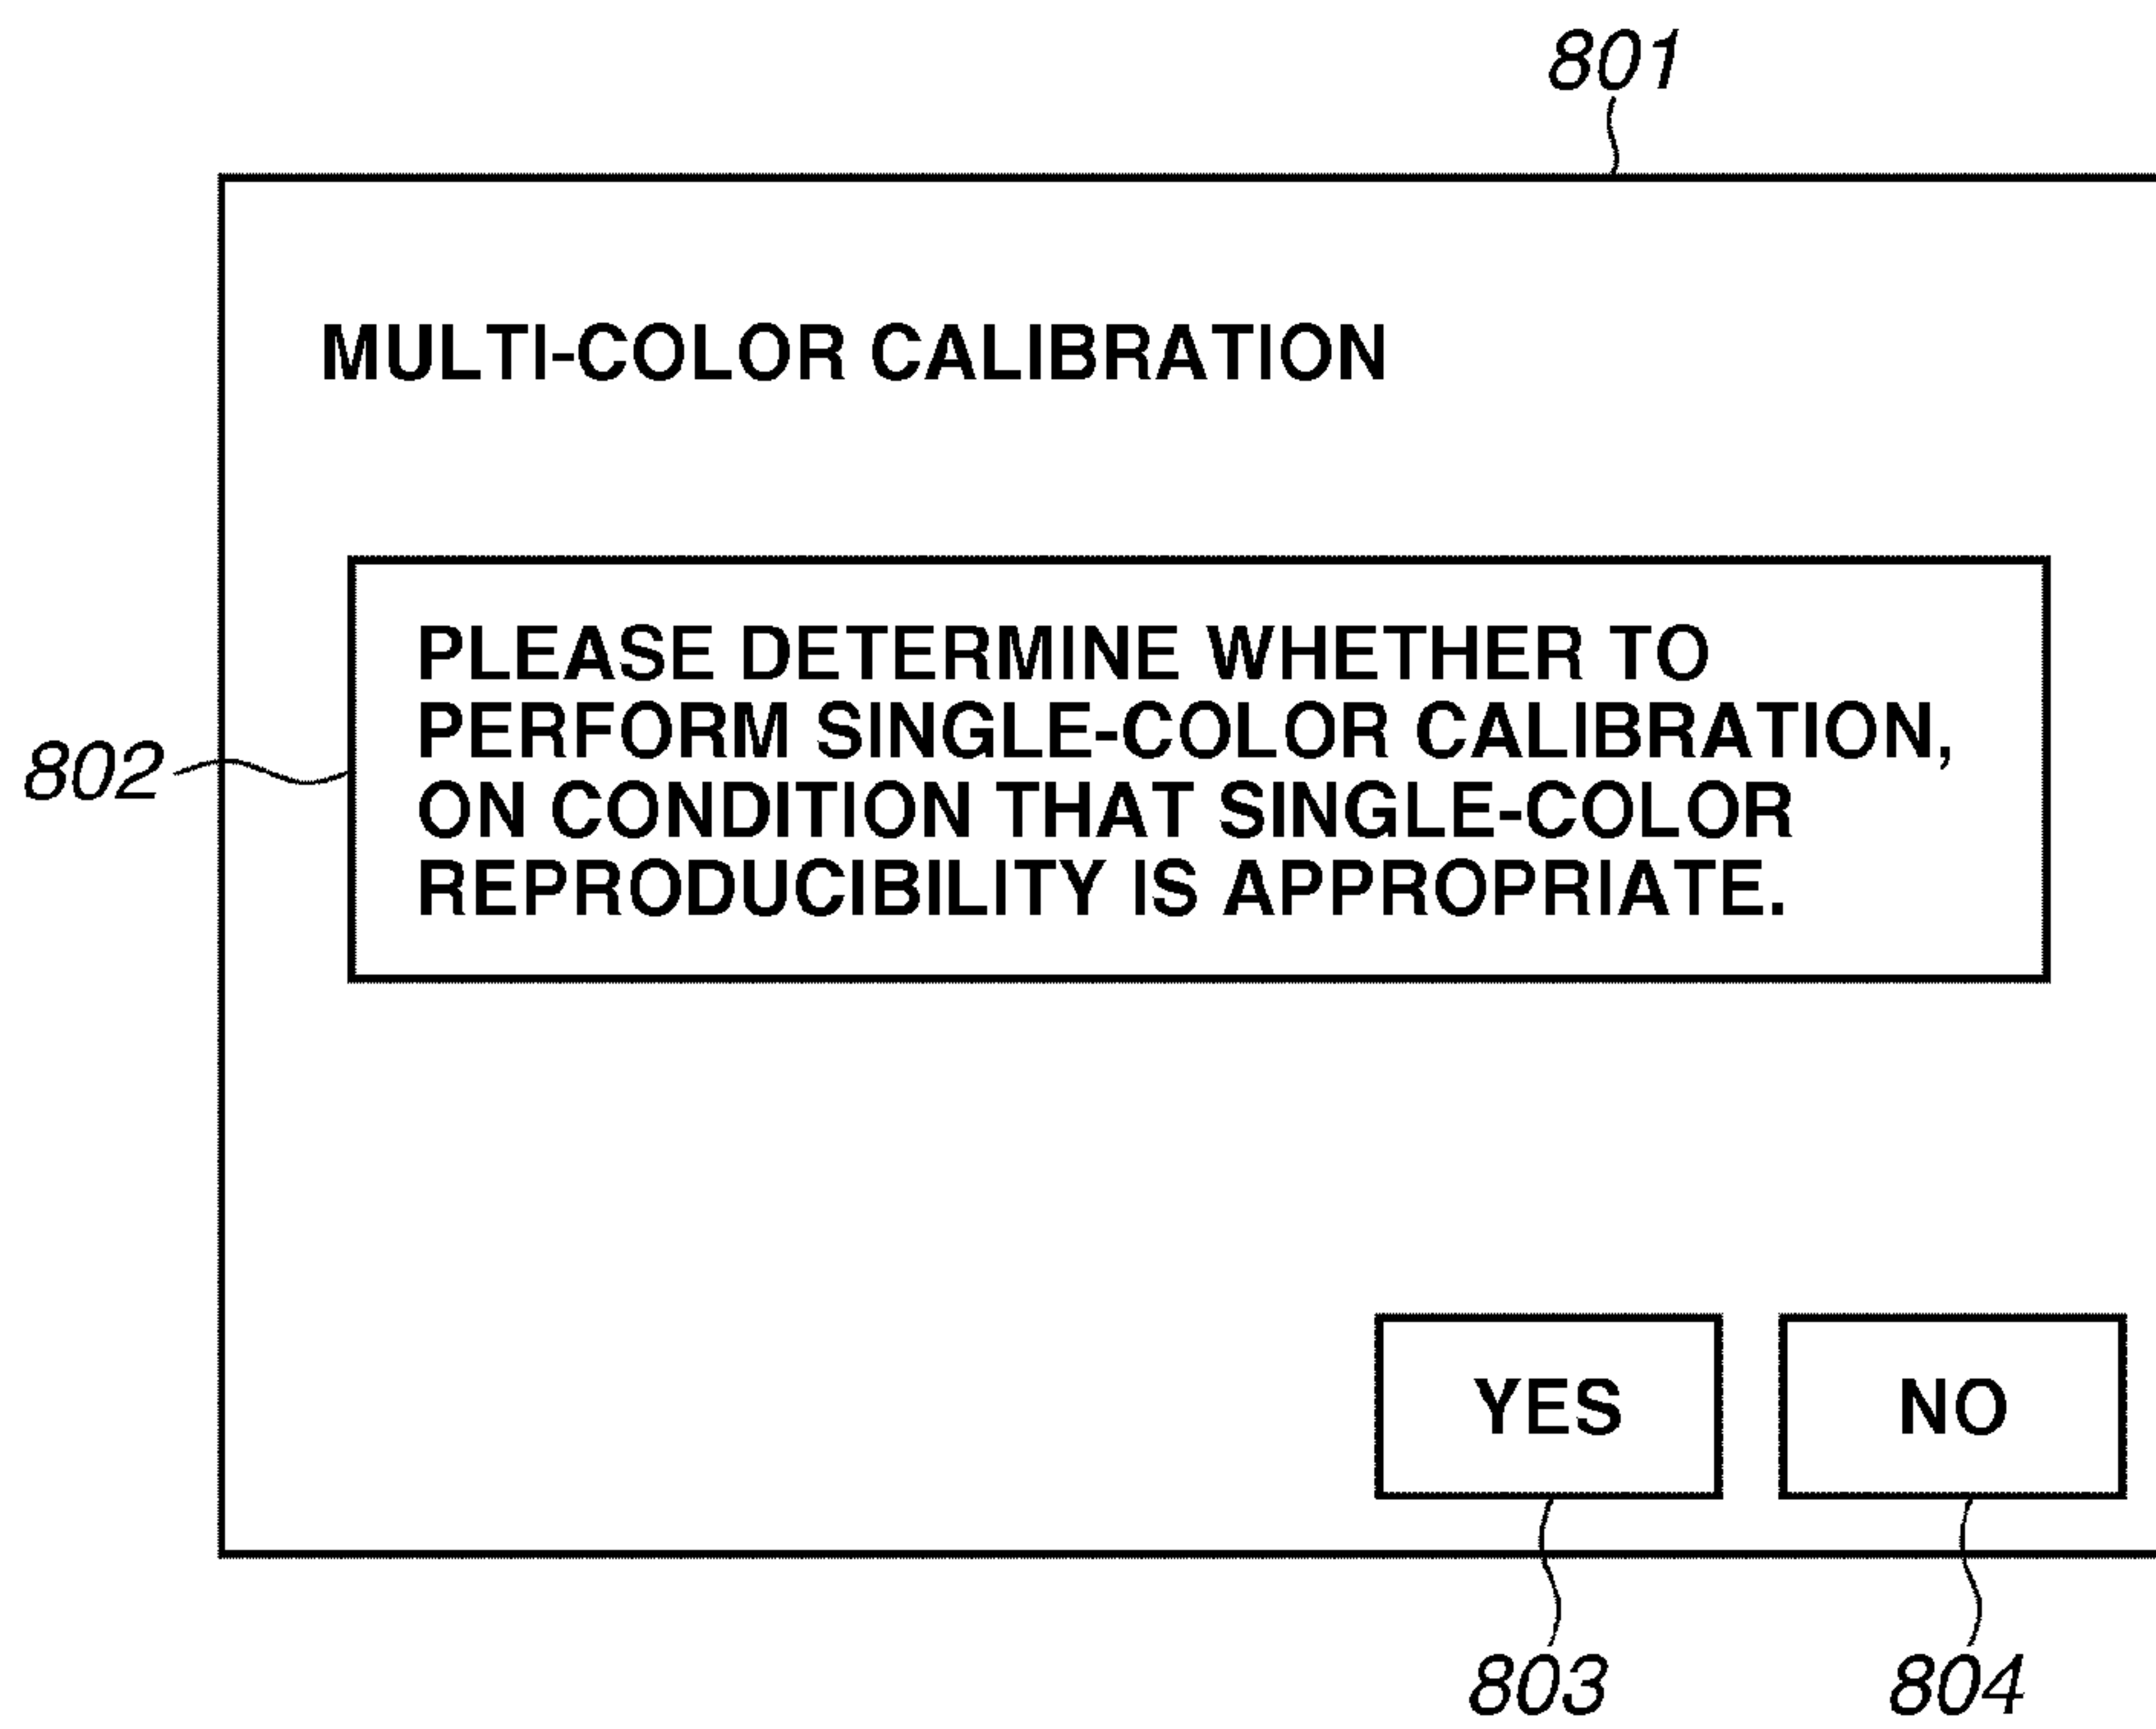 801
MULTI-COLOR CALIBRATION
PLEASE DETERMINE WHETHER TO
PERFORM SINGLE-COLOR CALIBRATION,
802
ON CONDITION THAT SINGLE-COLOR
REPRODUCIBILITY IS APPROPRIATE.
YES NO
803 804